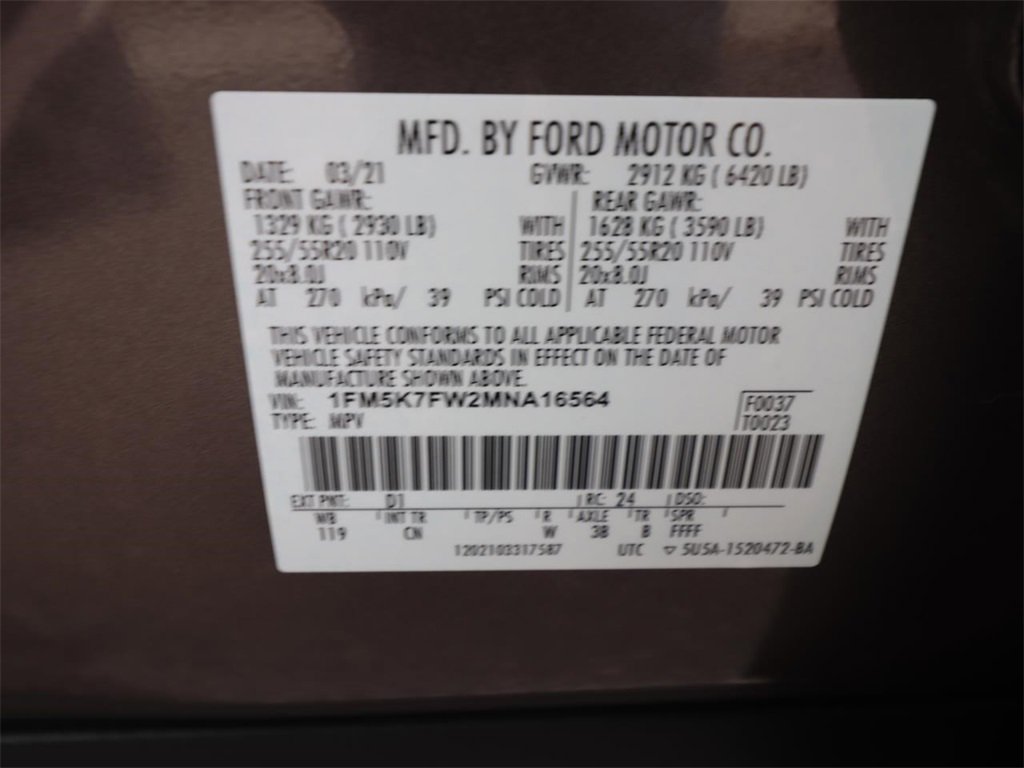 MFD. BY FORD MOTOR CO.
DATE: 03/21 GVWR: 2912 KG ( 6420 LB)
FRONT GAWR: REAR GAWR:
1329 KG ( 2930 LB) WITH 1628 KG ( 3590 LB) WITH
255/55R20 110V TIRES 255/55R20 110V TIRES
20x8.0J RIMS 20x8.0J RIMS
AT 270 kPa/ 39 PSI COLD AT 270 kPa/ 39 PSI COLD
THIS VEHICLE CONFORMS TO ALL APPLICABLE FEDERAL MOTOR
VEHICLE SAFETY STANDARDS IN EFFECT ON THE DATE OF
MANUFACTURE SHOWN ABOVE.
VIN: 1FM5K7FW2MNA16564 F0037
TYPE: MPV T0023
EXT PNT: D1 RC: 24 DSO:
WB INT TR TP/PS R AXLE TR SPR
119 CN W 3B B FFFF
1202103317587 UTC ▽ 5U5A-1520472-BA